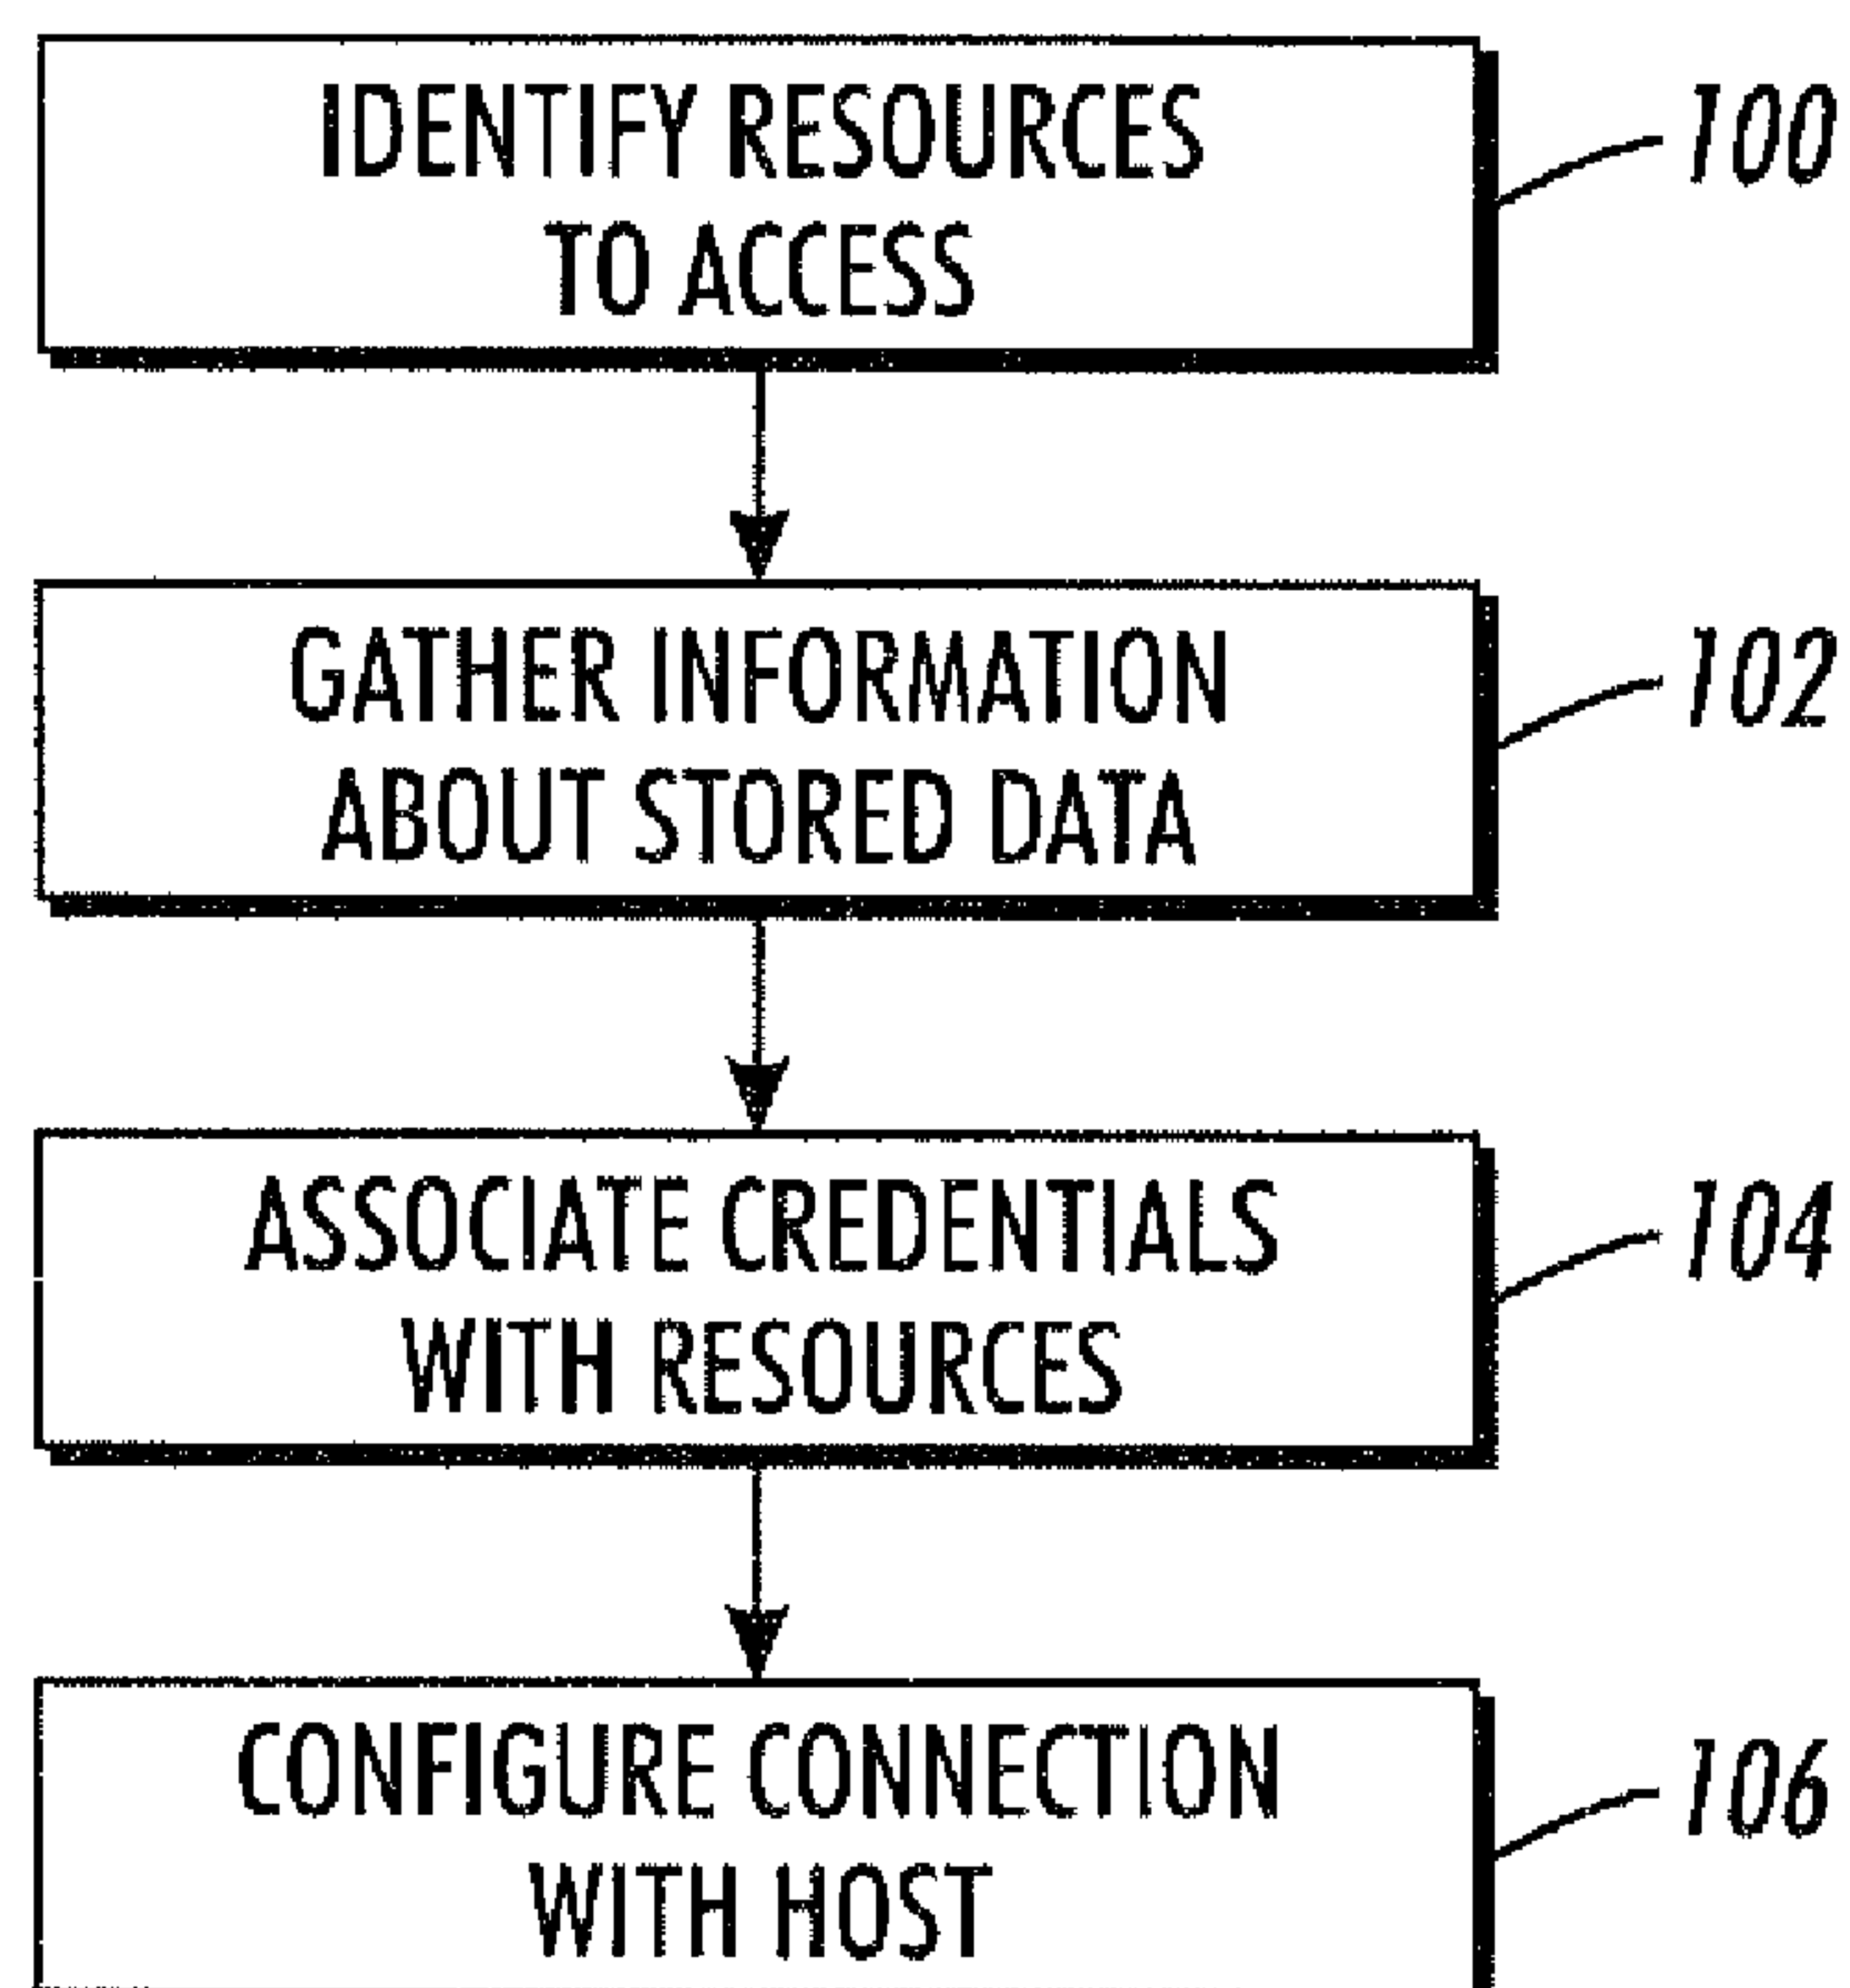 IDENTIFY RESOURCES
TO ACCESS
100
GATHER INFORMATION
ABOUT STORED DATA
102
ASSOCIATE CREDENTIALS
WITH RESOURCES
104
CONFIGURE CONNECTION
WITH HOST
106